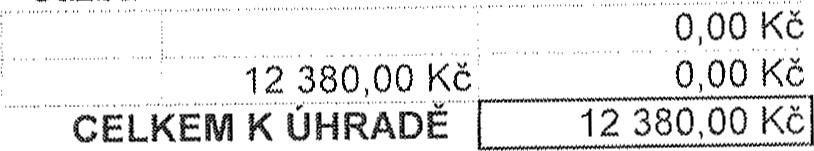 0,00 Kč
12 380,00 Kč 0,00 Kč
CELKEM K ÚHRADĚ 12 380,00 Kč